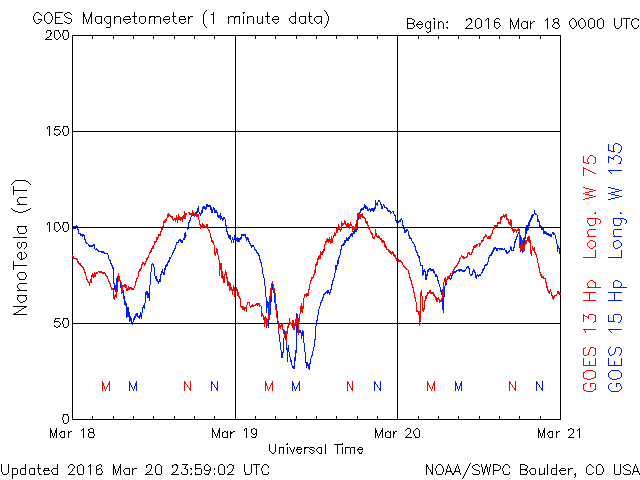 GOES Magnetometer (1 minute data)
Begin: 2016 Mar 18 0000 UTC
200
150
100
50
0
NanoTesla (nT)
M M N N M M N N M M N N
Mar 18 Mar 19 Mar 20 Mar 21
Universal Time
GOES 13 Hp Long. W 75
GOES 15 Hp Long. W 135
Updated 2016 Mar 20 23:59:02 UTC
NOAA/SWPC Boulder, CO USA